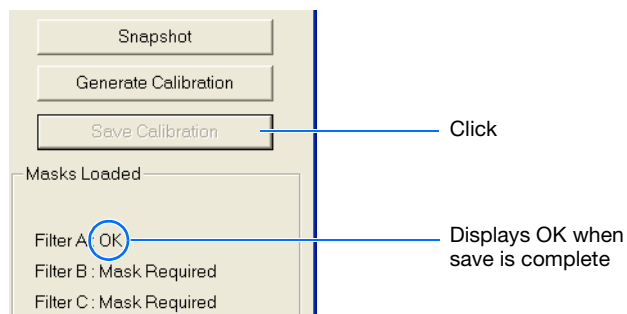 Snapshot
Generate Calibration
Save Calibration
Click
Masks Loaded
Filter A : OK
Displays OK when
save is complete
Filter B : Mask Required
Filter C : Mask Required